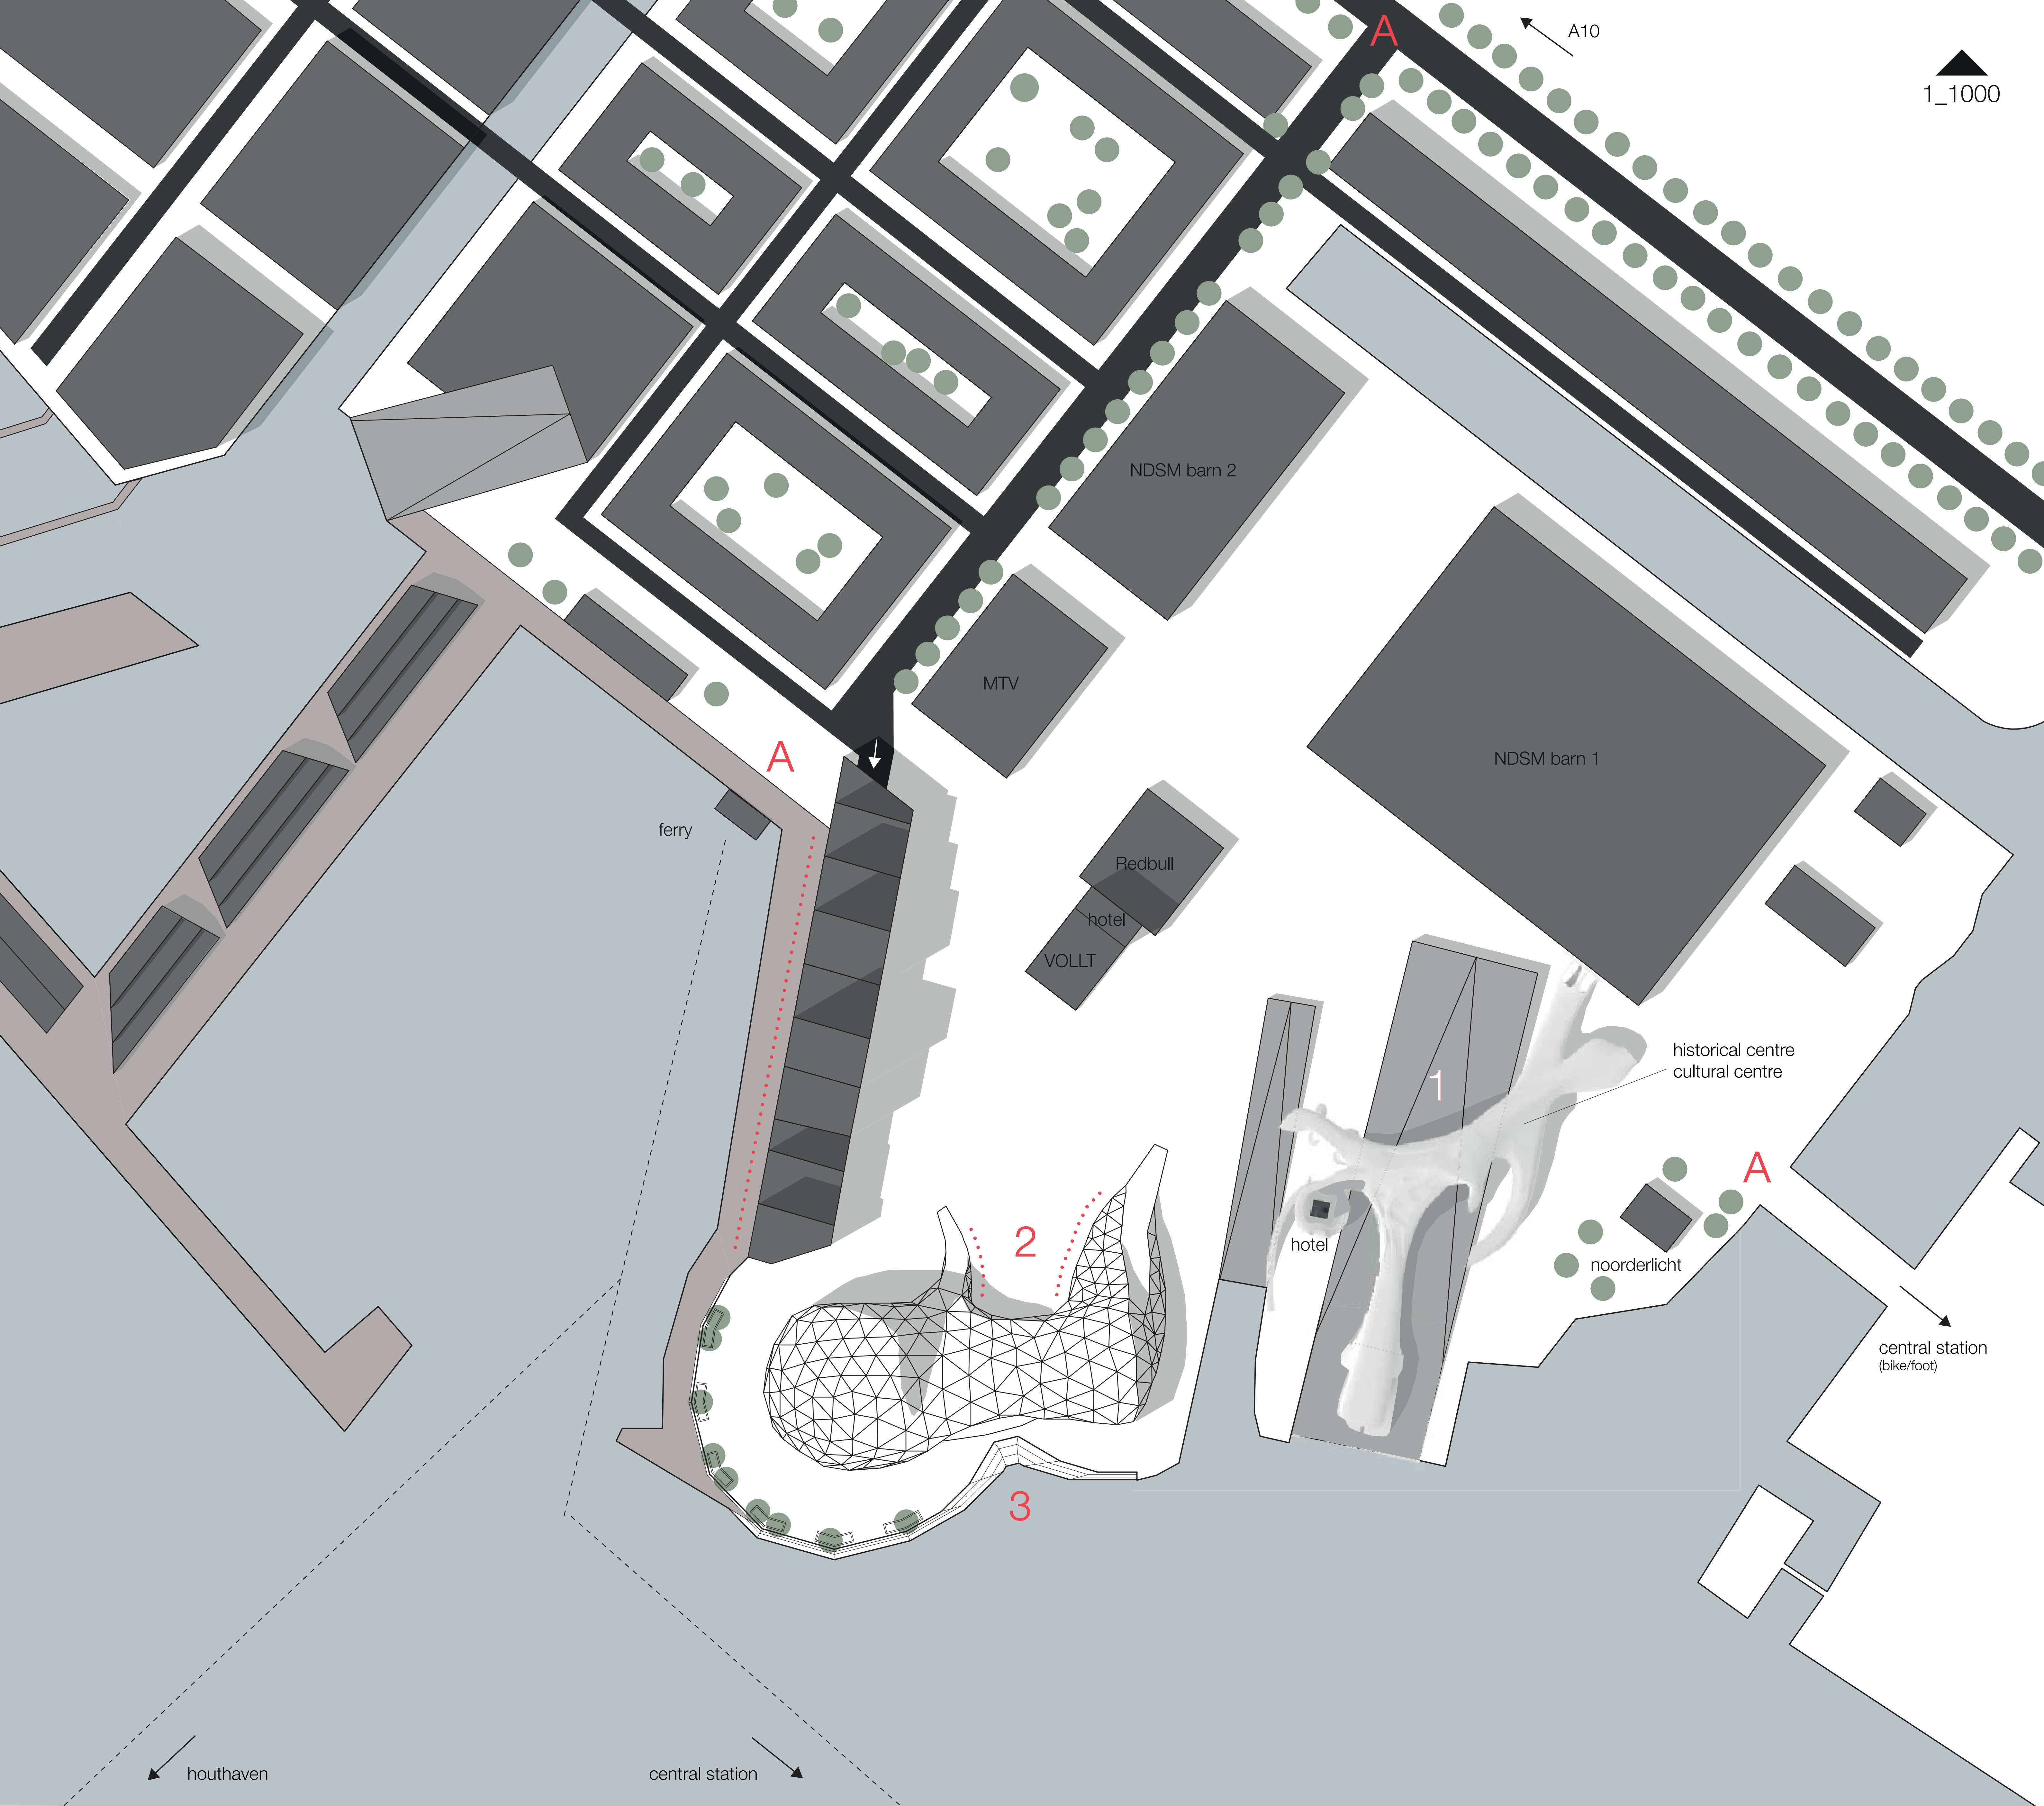 A
A10
1_1000
NDSM barn 2
MTV
A
NDSM barn 1
ferry
Redbull
hotel
VOLLT
historical centre
cultural centre
1
A
2
hotel
noorderlicht
central station
(bike/foot)
3
houthaven
central station